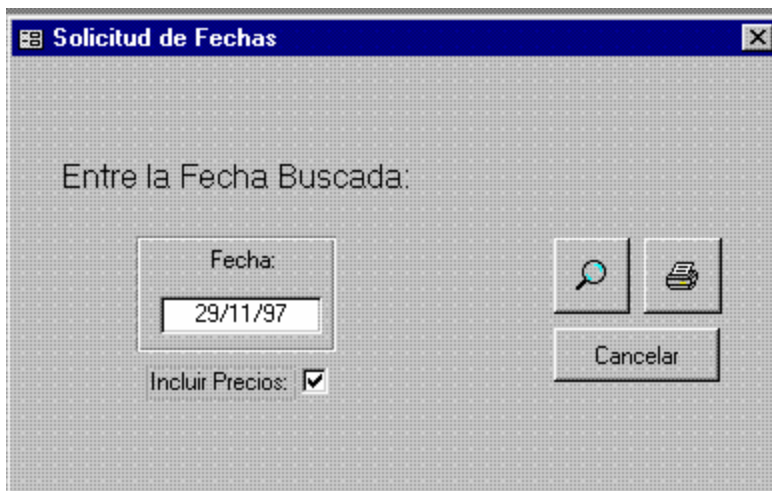 Solicitud de Fechas
Entre la Fecha Buscada:
Fecha:
29/11/97
Incluir Precios:
Cancelar